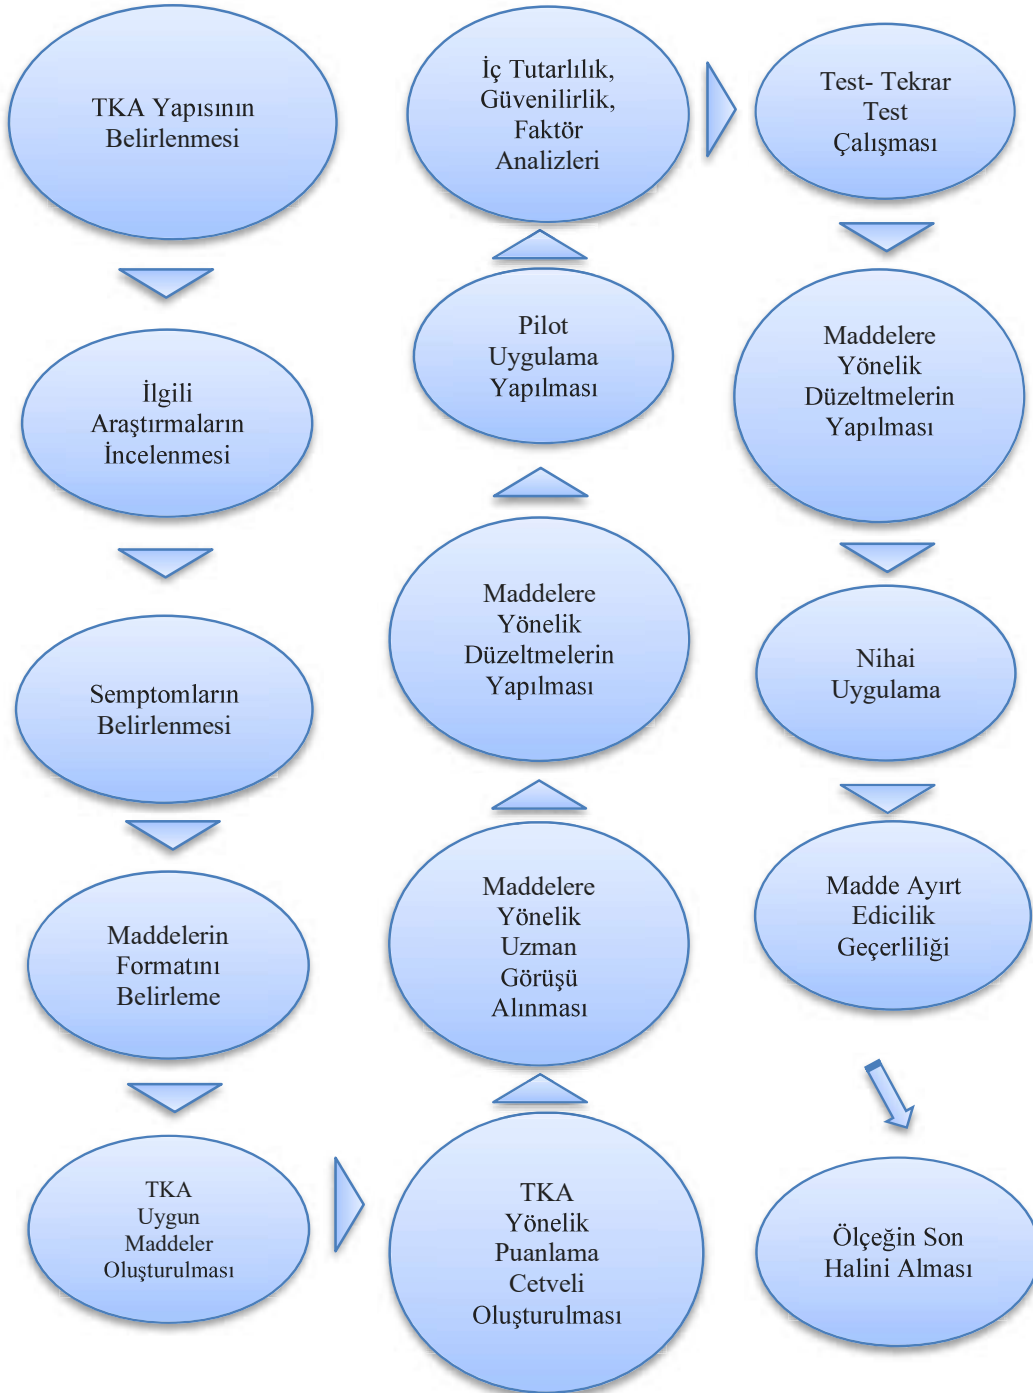 TKA Yapısının
Belirlenmesi
İlgili
Araştırmaların
İncelenmesi
Semptomların
Belirlenmesi
Maddelerin
Formatını
Belirleme
TKA
Uygun
Maddeler
Oluşturulması
TKA
Yönelik
Puanlama
Cetveli
Oluşturulması
Maddelere
Yönelik
Uzman
Görüşü
Alınması
Maddelere
Yönelik
Düzeltmelerin
Yapılması
Pilot
Uygulama
Yapılması
İç Tutarlılık,
Güvenilirlik,
Faktör
Analizleri
Test- Tekrar
Test
Çalışması
Maddelere
Yönelik
Düzeltmelerin
Yapılması
Nihai
Uygulama
Madde Ayırt
Edicilik
Geçerliliği
Ölçeğin Son
Halini Alması